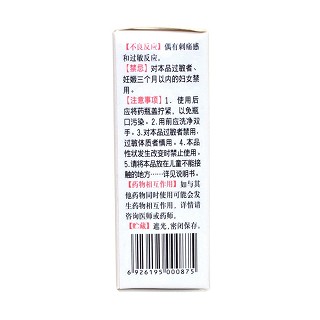 【不良反应】偶有刺痛感
和过敏反应。
【禁忌】对本品过敏者、
妊娠三个月以内的妇女禁
用。
【注意事项】1.使用后
应将药瓶盖拧紧，以免瓶
口污染。2.用前应洗净双
手。3.对本品过敏者禁用，
过敏体质者慎用。4.本品
性状发生改变时禁止使用。
5.请将本品放在儿童不能接
触的地方……详见说明书。
【药物相互作用】如与其
他药物同时使用可能会发
生药物相互作用，详情请
咨询医师或药师。
【贮藏】遮光，密闭保存。
6 926195 000875